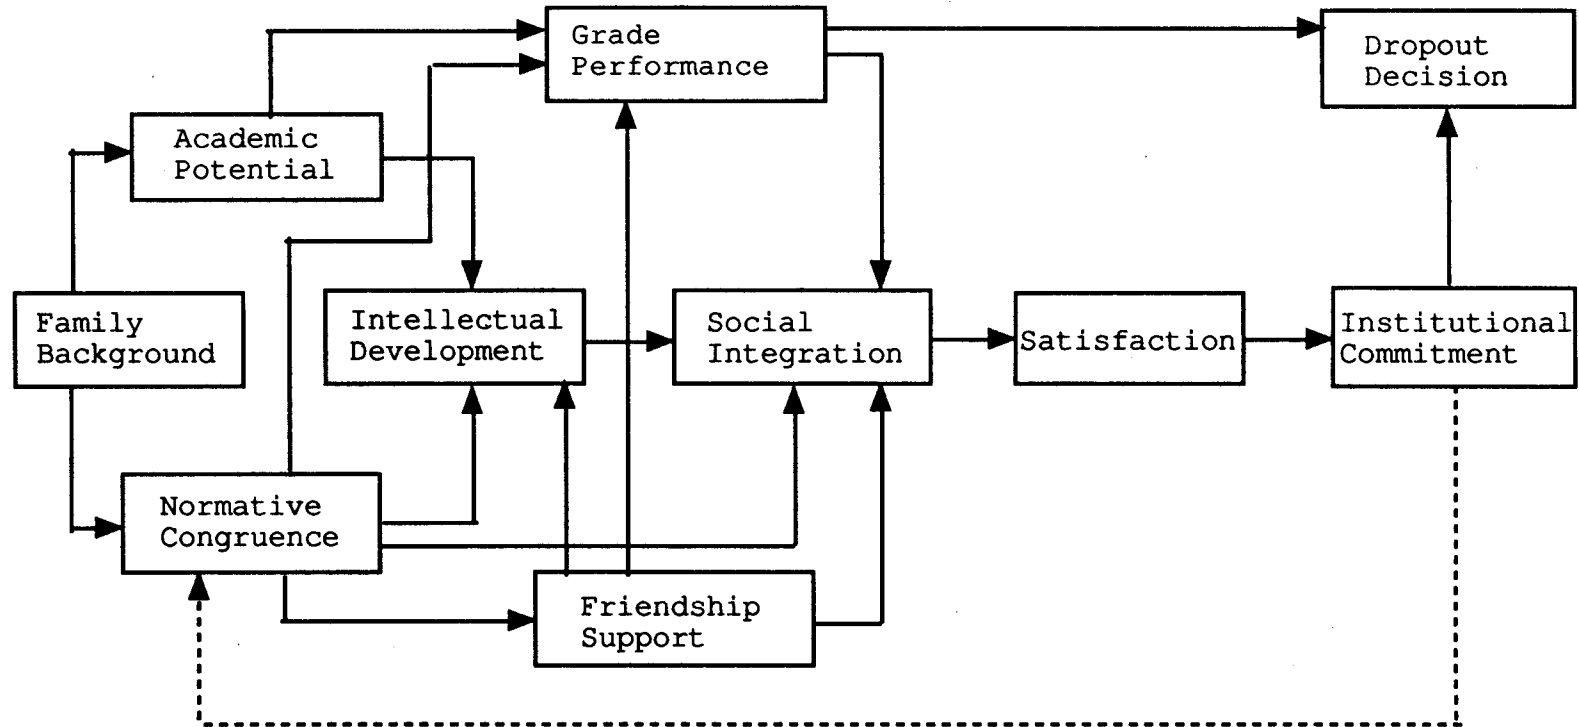 Grade
Performance
Dropout
Decision
Academic
Potential
Family
Background
Intellectual
Development
Social
Integration
Satisfaction
Institutional
Commitment
Normative
Congruence
Friendship
Support